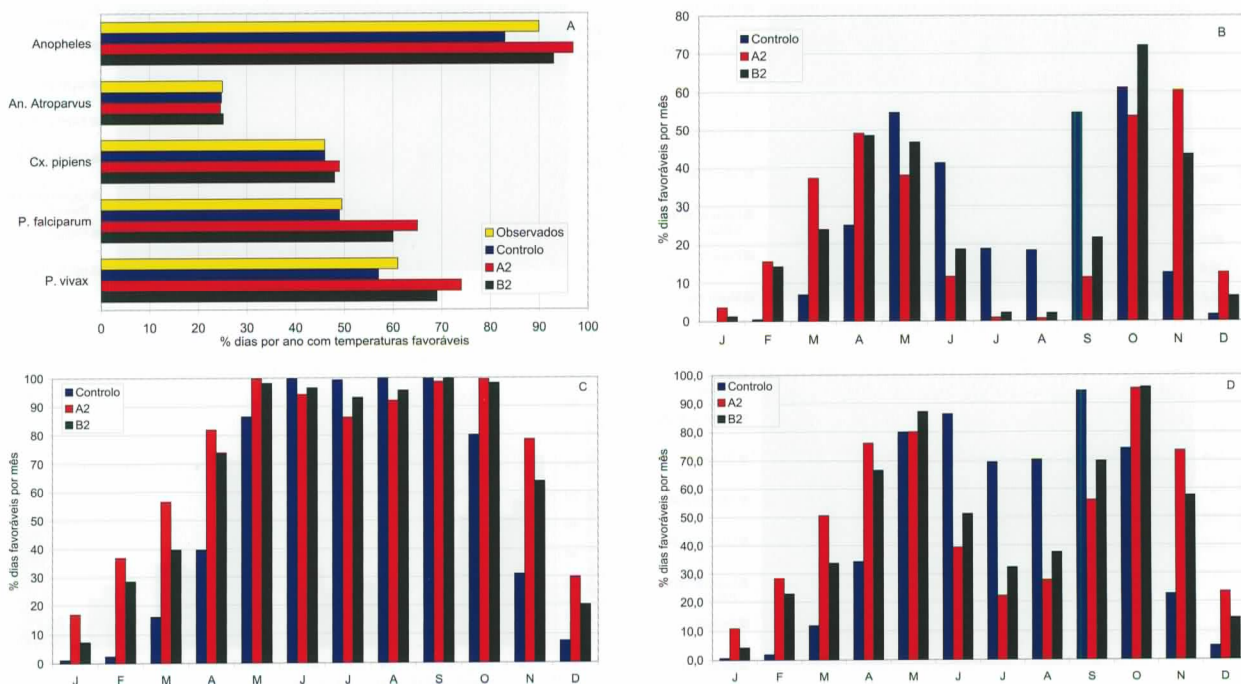 A
Anopheles
An. Atroparvus
Cx. pipiens
P. falciparum
P. vivax
Observados
Controlo
A2
B2
0 10 20 30 40 50 60 70 80 90 100
% dias por ano com temperaturas favoráveis
B
Controlo
A2
B2
% dias favoráveis por mês
80
70
60
50
40
30
20
10
0
J F M A M J J A S O N D
C
Controlo
A2
B2
% dias favoráveis por mês
100
90
80
70
60
50
40
30
20
10
0
J F M A M J J A S O N D
D
Controlo
A2
B2
% dias favoráveis por mês
100,0
90,0
80,0
70,0
60,0
50,0
40,0
30,0
20,0
10,0
0,0
J F M A M J J A S O N D